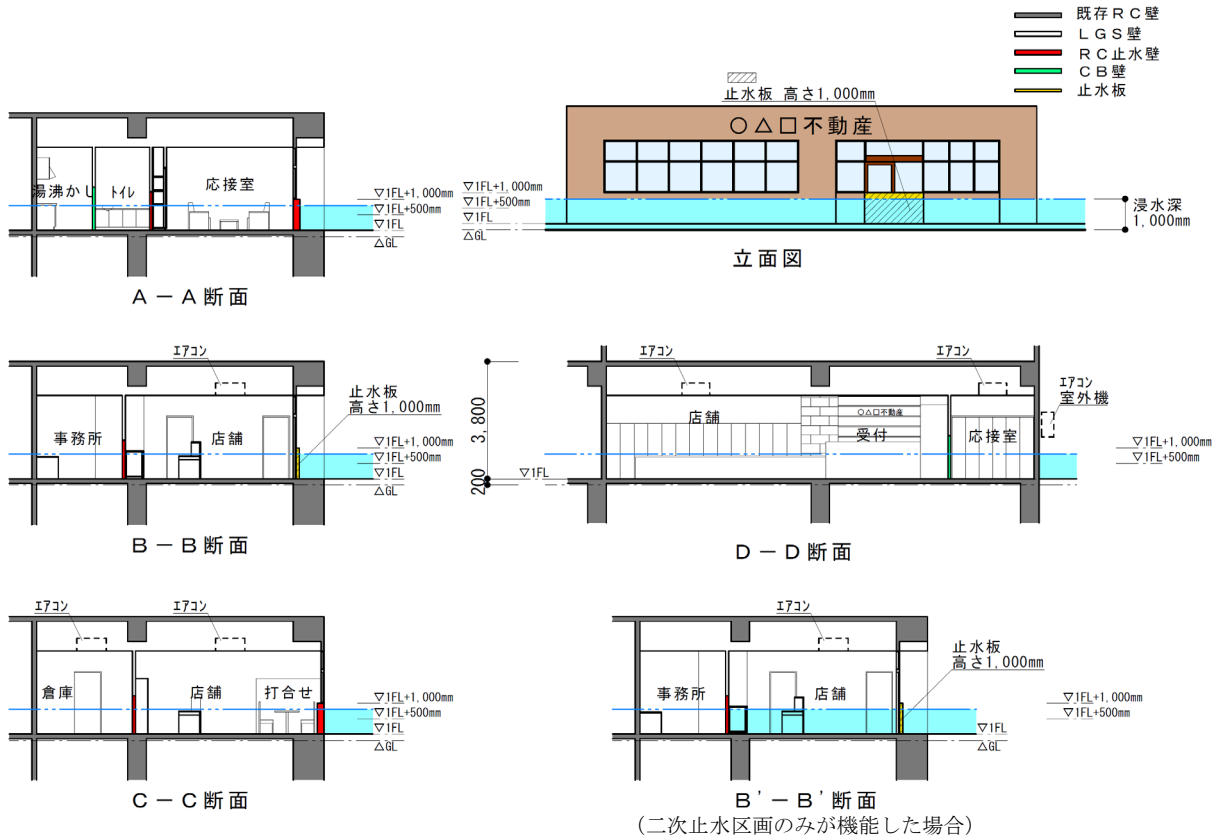 既存ＲＣ壁
ＬＧＳ壁
ＲＣ止水壁
ＣＢ壁
止水板
湯沸かし
ﾄｲﾚ
応接室
▽1FL+1,000mm
▽1FL+500mm
▽1FL
△GL
Ａ－Ａ断面
止水板 高さ1,000mm
○△□不動産
▽1FL+1,000mm
▽1FL+500mm
▽1FL
△GL
浸水深
1,000mm
立面図
ｴｱｺﾝ
止水板
高さ1,000mm
事務所
店舗
▽1FL+1,000mm
▽1FL+500mm
▽1FL
△GL
Ｂ－Ｂ断面
3,800
200
▽1FL
ｴｱｺﾝ
ｴｱｺﾝ
ｴｱｺﾝ
室外機
店舗
○△□不動産
受付
応接室
▽1FL+1,000mm
▽1FL+500mm
Ｄ－Ｄ断面
ｴｱｺﾝ
ｴｱｺﾝ
倉庫
店舗
打合せ
▽1FL+1,000mm
▽1FL+500mm
▽1FL
△GL
Ｃ－Ｃ断面
ｴｱｺﾝ
止水板
高さ1,000mm
事務所
店舗
▽1FL+1,000mm
▽1FL+500mm
▽1FL
△GL
Ｂ'－Ｂ'断面
（二次止水区画のみが機能した場合）